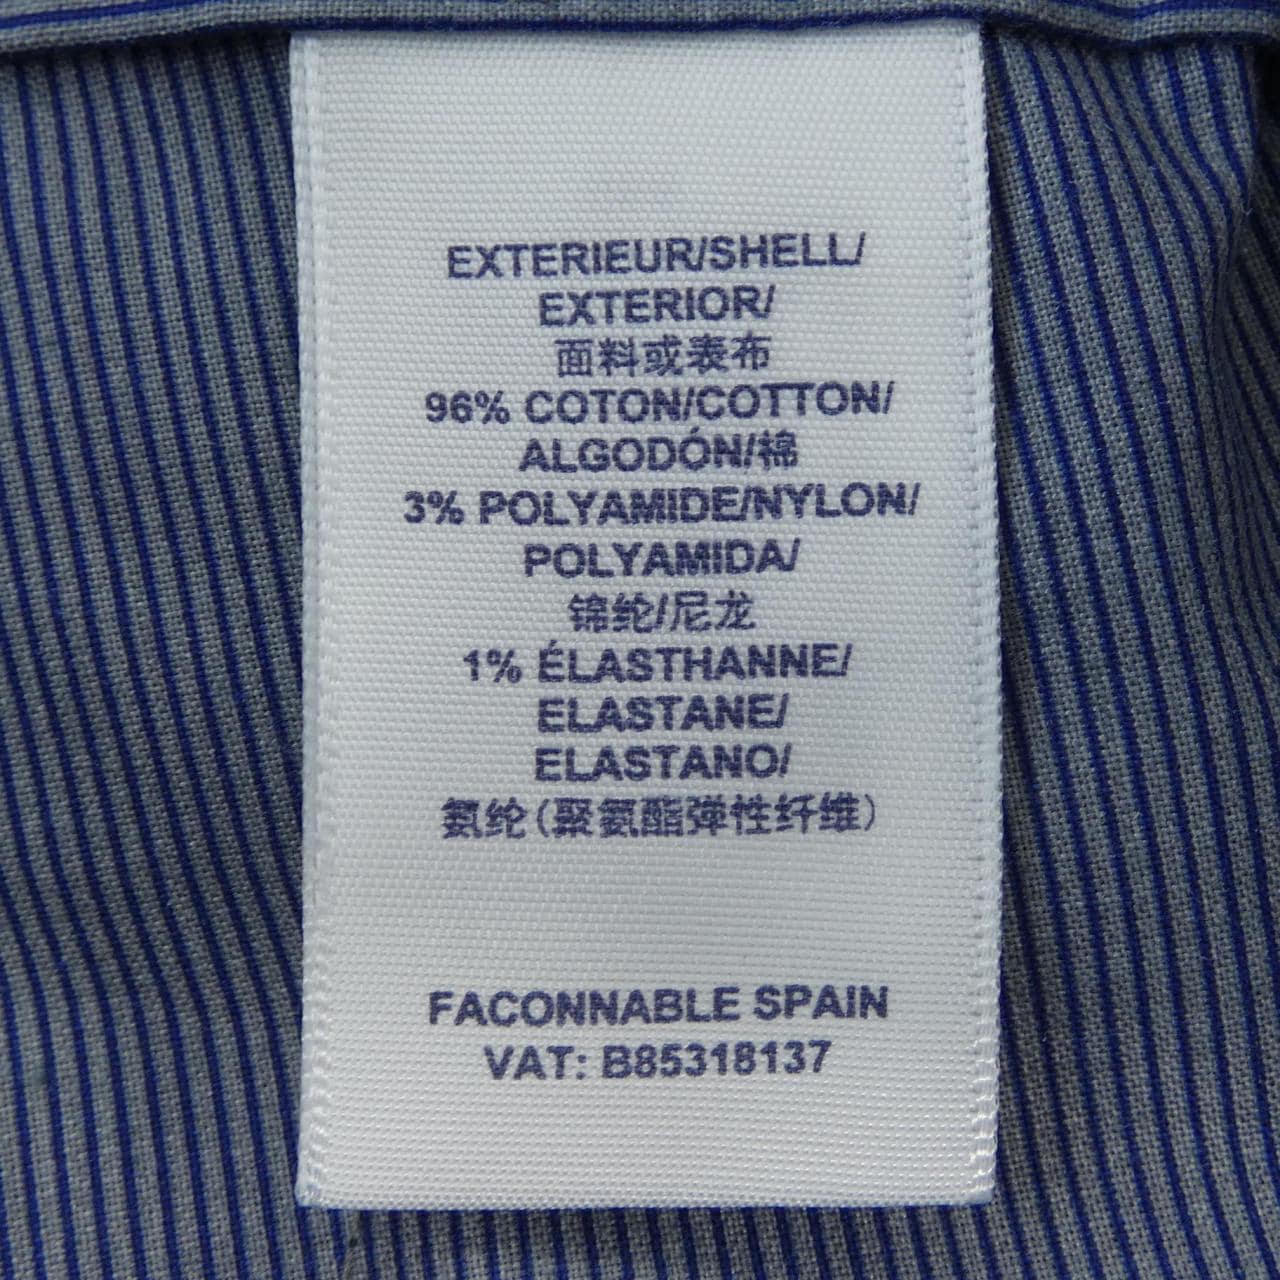 EXTERIEUR/SHELL/
EXTERIOR/
面料或表布
96% COTON/COTTON/
ALGODÓN/棉
3% POLYAMIDE/NYLON/
POLYAMIDA/
锦纶/尼龙
1% ÉLASTHANNE/
ELASTANE/
ELASTANO/
氨纶(聚氨酯弹性纤维)
FACONNABLE SPAIN
VAT: B85318137